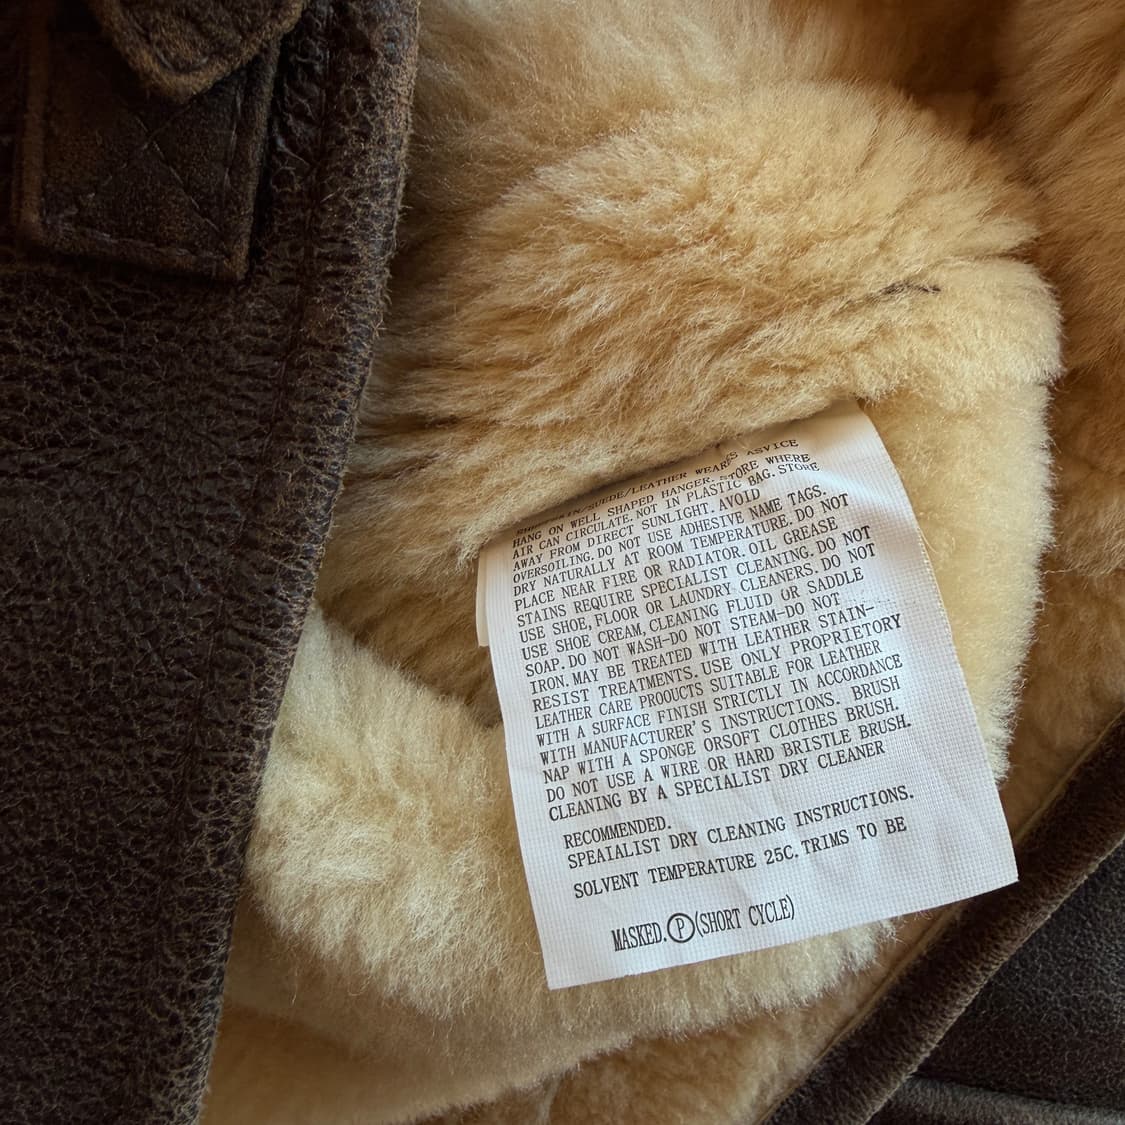 SHEEPSKIN/SUEDE/LEATHER WEARES ASVICE
HANG ON WELL SHAPED HANGER. STORE WHERE
AIR CAN CIRCULATE. NOT IN PLASTIC BAG. STORE
AWAY FROM DIRECT SUNLIGHT. AVOID
OVERSOILING. DO NOT USE ADHESIVE NAME TAGS.
DRY NATURALLY AT ROOM TEMPERATURE. DO NOT
PLACE NEAR FIRE OR RADIATOR. OIL GREASE
STAINS REQUIRE SPECIALIST CLEANING. DO NOT
USE SHOE, FLOOR OR LAUNDRY CLEANERS. DO NOT
USE SHOE CREAM, CLEANING FLUID OR SADDLE
SOAP. DO NOT WASH-DO NOT STEAM-DO NOT
IRON. MAY BE TREATED WITH LEATHER STAIN-
RESIST TREATMENTS. USE ONLY PROPRIETORY
LEATHER CARE PROOUCTS SUITABLE FOR LEATHER
WITH A SURFACE FINISH STRICTLY IN ACCORDANCE
WITH MANUFACTURER'S INSTRUCTIONS. BRUSH
NAP WITH A SPONGE ORSOFT CLOTHES BRUSH.
DO NOT USE A WIRE OR HARD BRISTLE BRUSH.
CLEANING BY A SPECIALIST DRY CLEANER
RECOMMENDED.
SPEAIALIST DRY CLEANING INSTRUCTIONS.
SOLVENT TEMPERATURE 25C. TRIMS TO BE
MASKED. Ⓟ (SHORT CYCLE)